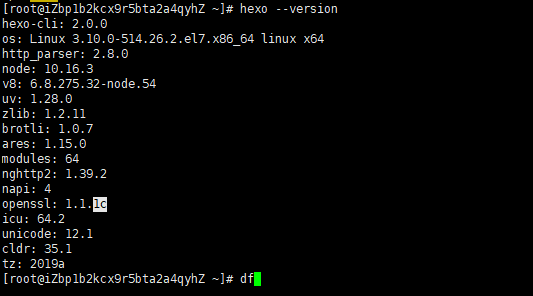 [root@iZbp1b2kcx9r5bta2a4qyhZ ~]# hexo --version
hexo-cli: 2.0.0
os: Linux 3.10.0-514.26.2.el7.x86_64 linux x64
http_parser: 2.8.0
node: 10.16.3
v8: 6.8.275.32-node.54
uv: 1.28.0
zlib: 1.2.11
brotli: 1.0.7
ares: 1.15.0
modules: 64
nghttp2: 1.39.2
napi: 4
openssl: 1.1.1c
icu: 64.2
unicode: 12.1
cldr: 35.1
tz: 2019a
[root@iZbp1b2kcx9r5bta2a4qyhZ ~]# df